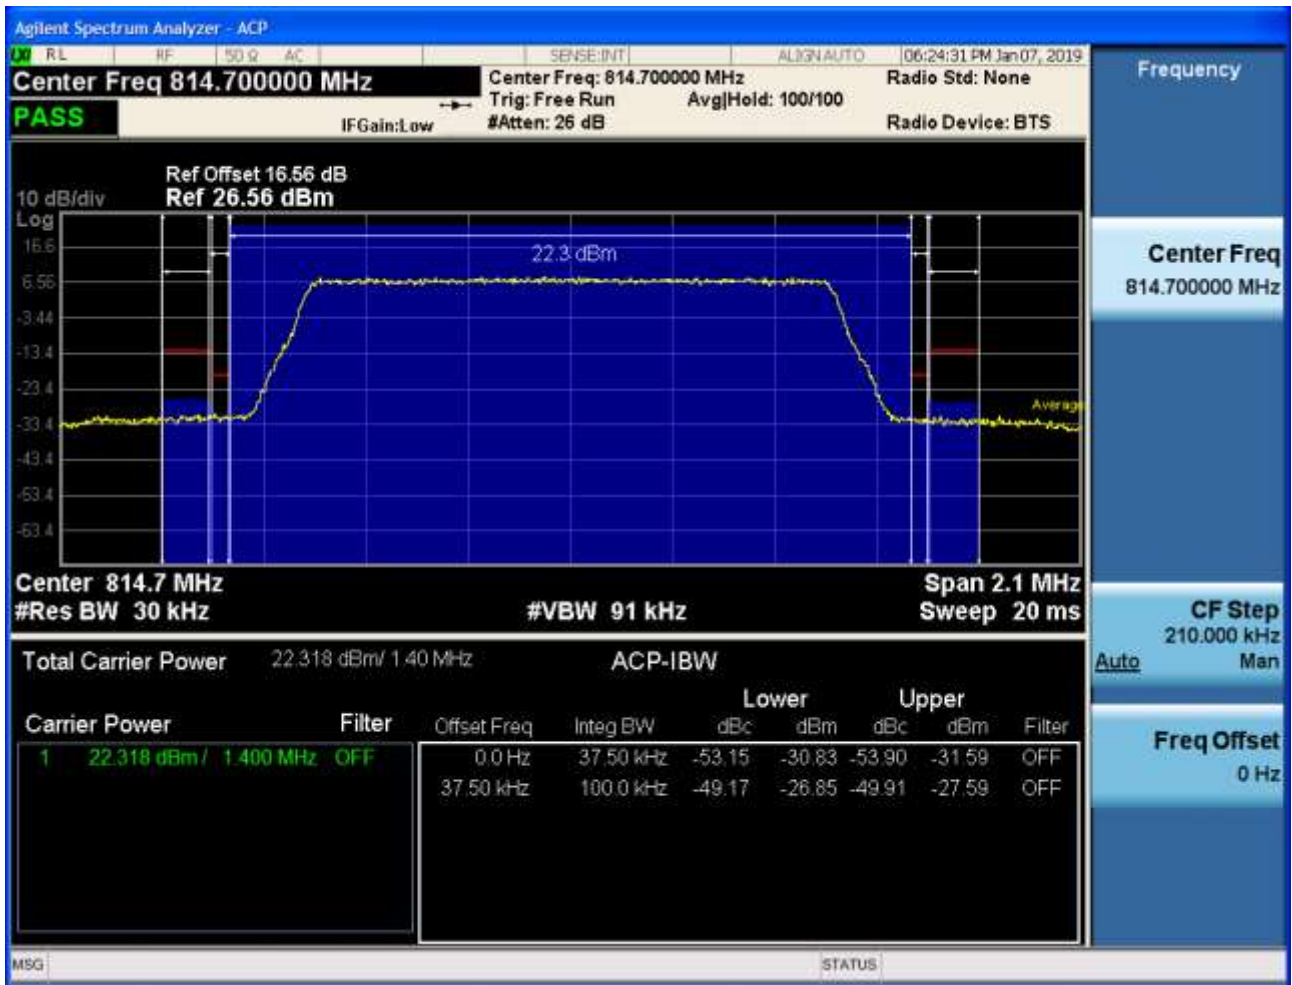 Agilent Spectrum Analyzer - ACP
LXI RL RF 50 Ω AC SENSE:INT ALIGN AUTO 06:24:31 PM Jan 07, 2019
Center Freq 814.700000 MHz Center Freq: 814.700000 MHz Radio Std: None
Trig: Free Run Avg|Hold: 100/100
PASS IFGain:Low #Atten: 26 dB Radio Device: BTS
Ref Offset 16.56 dB
10 dB/div Ref 26.56 dBm
Log
16.6
22.3 dBm
6.56
-3.44
-13.4
-23.4
Average
-33.4
-43.4
-53.4
-63.4
Center 814.7 MHz Span 2.1 MHz
#Res BW 30 kHz #VBW 91 kHz Sweep 20 ms
Total Carrier Power 22.318 dBm/ 1.40 MHz ACP-IBW
Lower Upper
Carrier Power Filter Offset Freq Integ BW dBc dBm dBc dBm Filter
1 22.318 dBm / 1.400 MHz OFF 0.0 Hz 37.50 kHz -53.15 -30.83 -53.90 -31.59 OFF
37.50 kHz 100.0 kHz -49.17 -26.85 -49.91 -27.59 OFF
MSG STATUS
Frequency
Center Freq
814.700000 MHz
CF Step
210.000 kHz
Auto Man
Freq Offset
0 Hz